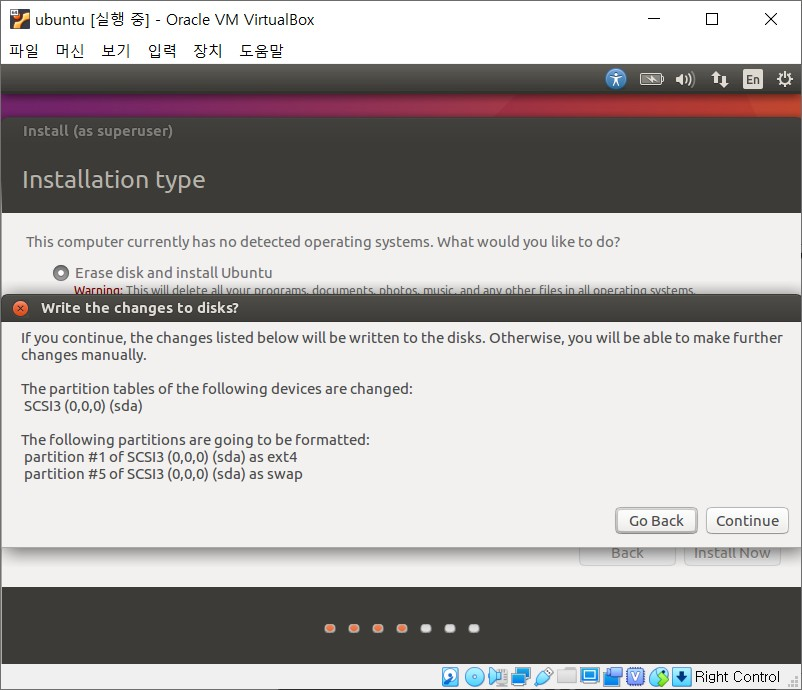 ubuntu [실행 중] - Oracle VM VirtualBox
파일 머신 보기 입력 장치 도움말
En
Install (as superuser)
Installation type
This computer currently has no detected operating systems. What would you like to do?
Erase disk and install Ubuntu
Warning: This will delete all your programs, documents, photos, music, and any other files in all operating systems.
Write the changes to disks?
If you continue, the changes listed below will be written to the disks. Otherwise, you will be able to make further
changes manually.
The partition tables of the following devices are changed:
SCSI3 (0,0,0) (sda)
The following partitions are going to be formatted:
partition #1 of SCSI3 (0,0,0) (sda) as ext4
partition #5 of SCSI3 (0,0,0) (sda) as swap
Go Back Continue
Back Install Now
Right Control